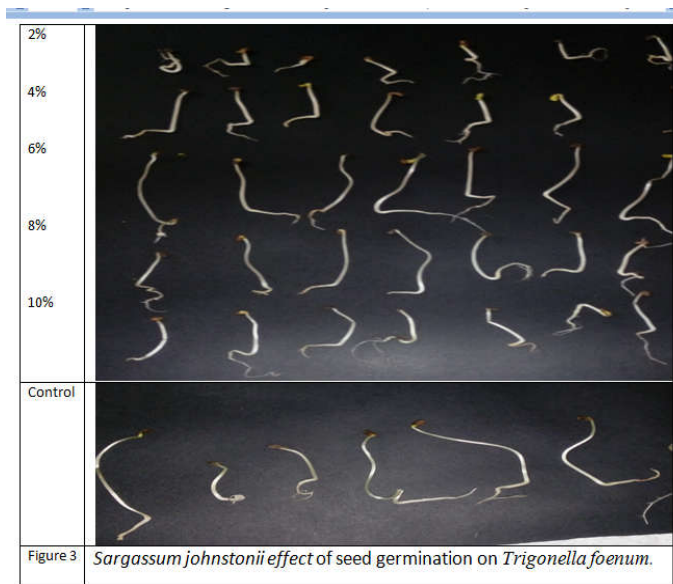 2%
4%
6%
8%
10%
Control
Figure 3
Sargassum johnstonii effect of seed germination on Trigonella foenum.